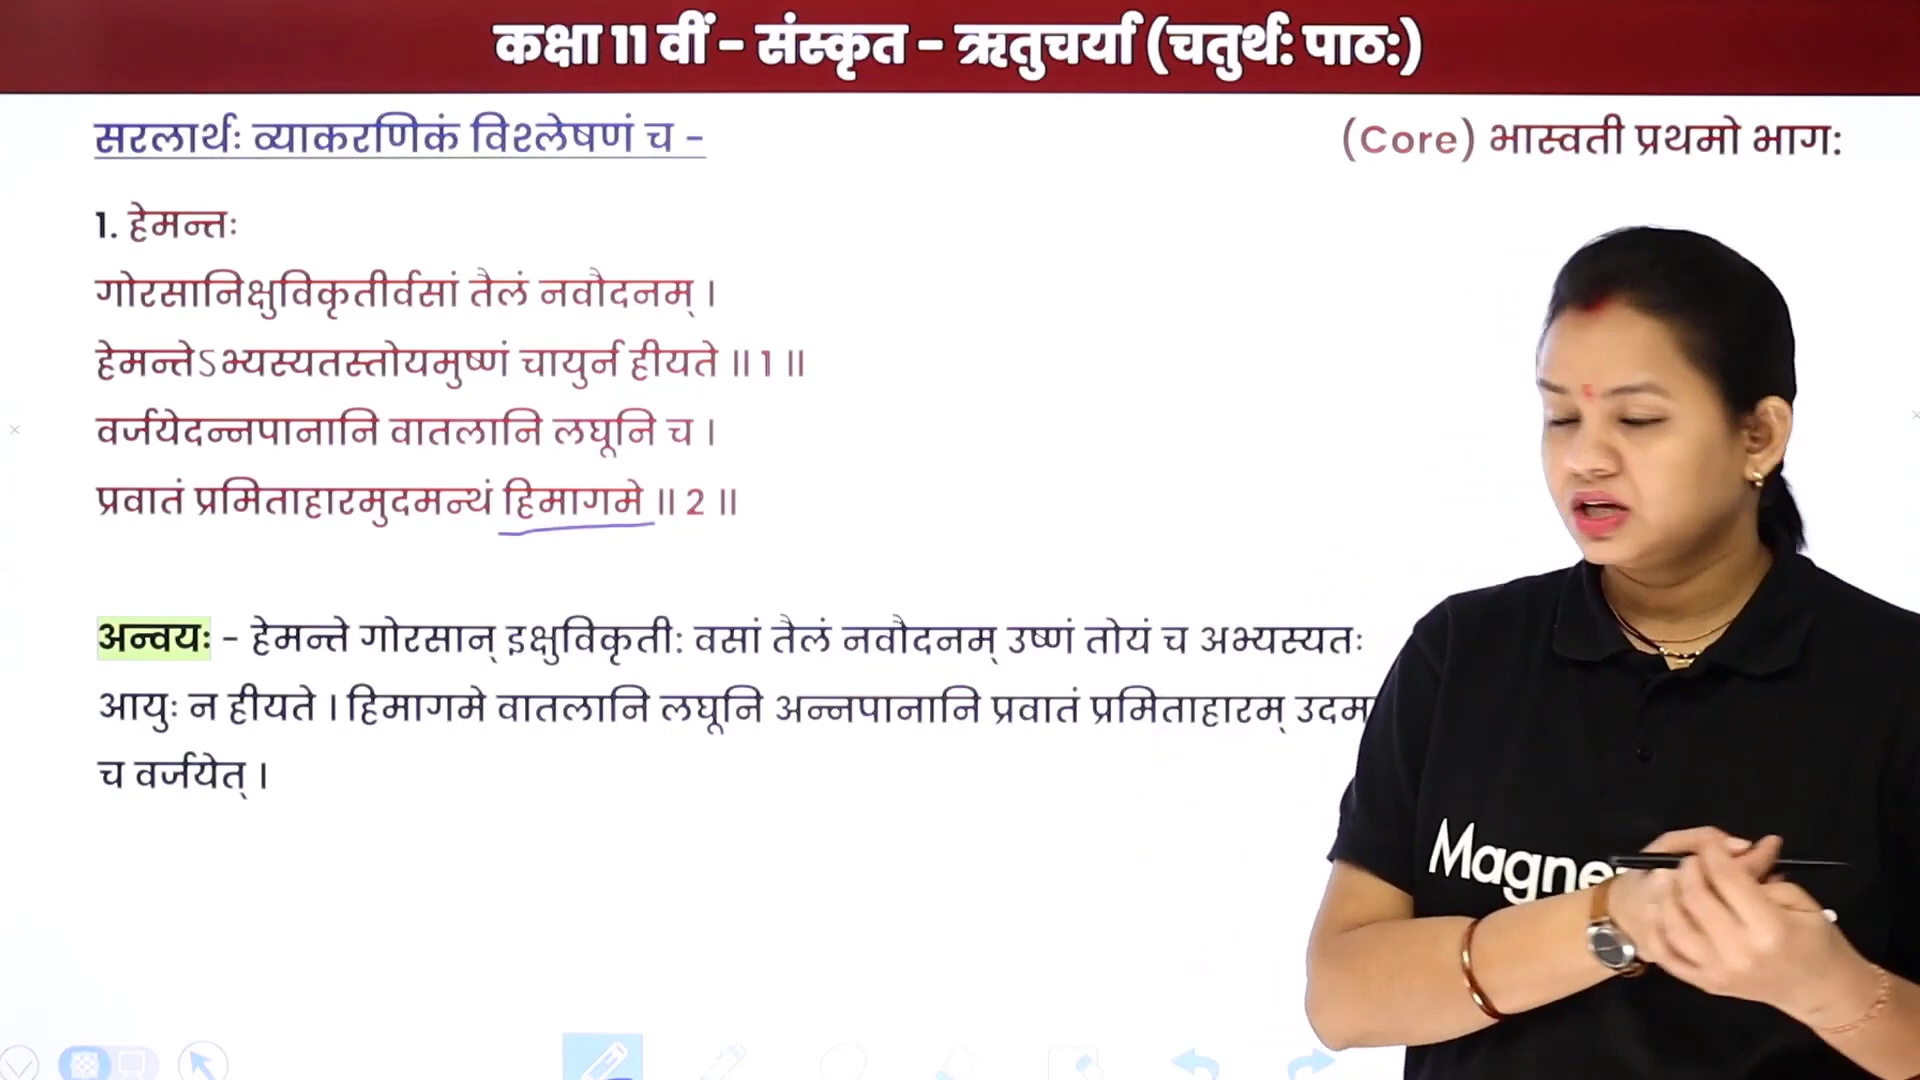 कक्षा 11 वीं - संस्कृत - ऋतुचर्या (चतुर्थ: पाठ:)
सरलार्थः व्याकरणिकं विश्लेषणं च -
(Core) भास्वती प्रथमो भाग:
1. हेमन्तः
गोरसानिक्षुविकृतीर्वसां तैलं नवौदनम् ।
हेमन्तेऽभ्यस्यतस्तोयमुष्णं चायुर्न हीयते ॥ 1 ॥
वर्जयेदन्नपानानि वातलानि लघूनि च ।
प्रवातं प्रमिताहारमुदमन्थं हिमागमे ॥ 2 ॥
अन्वयः - हेमन्ते गोरसान् इक्षुविकृती: वसां तैलं नवौदनम् उष्णं तोयं च अभ्यस्यतः
आयुः न हीयते । हिमागमे वातलानि लघूनि अन्नपानानि प्रवातं प्रमिताहारम्
च वर्जयेत् ।